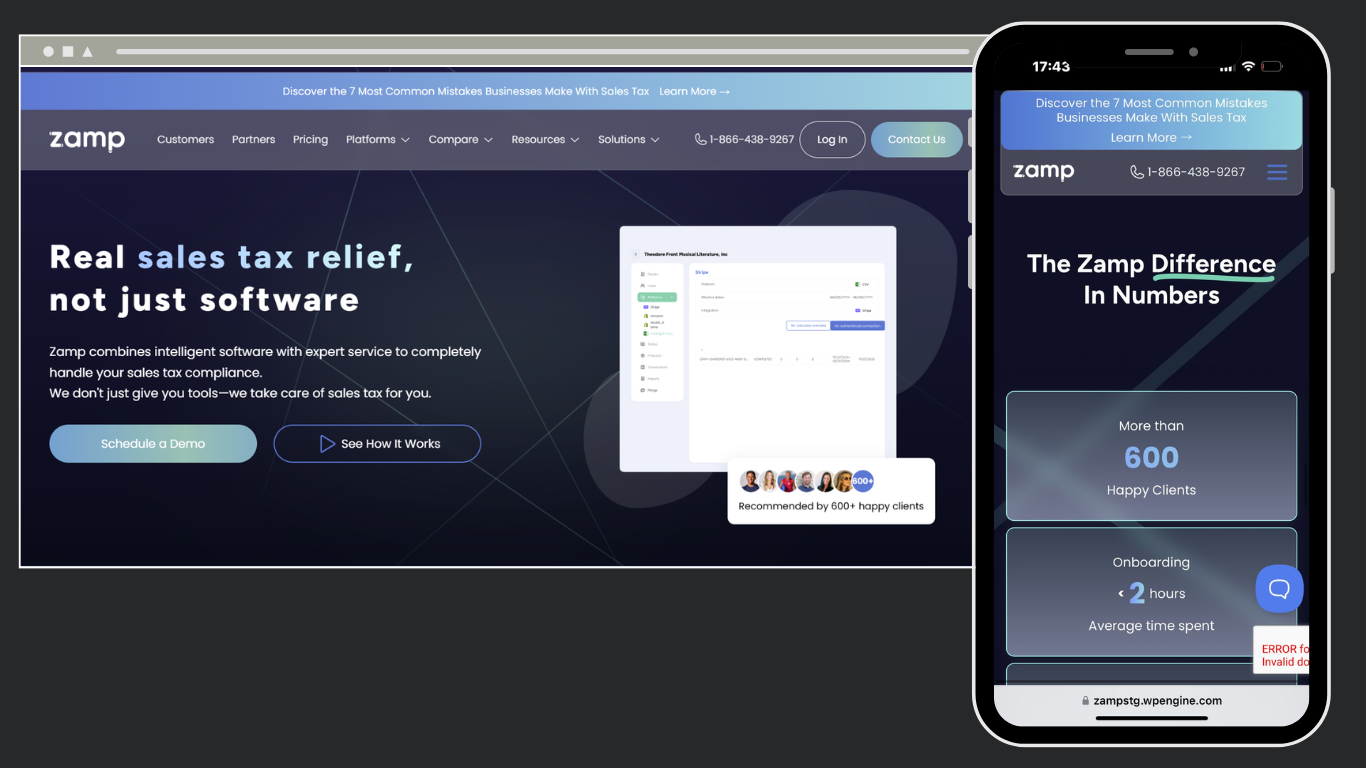 Discover the 7 Most Common Mistakes Businesses Make With Sales Tax Learn More →
zamp Customers Partners Pricing Platforms Compare Resources Solutions 1-866-438-9267 Log In Contact Us
Real sales tax relief,
not just software
Zamp combines intelligent software with expert service to completely
handle your sales tax compliance.
We don't just give you tools—we take care of sales tax for you.
Schedule a Demo
See How It Works
Theodore Front Musical Literature, Inc
Stripe
600+
Recommended by 600+ happy clients
17:43
Discover the 7 Most Common Mistakes
Businesses Make With Sales Tax
Learn More →
zamp 1-866-438-9267
The Zamp Difference
In Numbers
More than
600
Happy Clients
Onboarding
< 2 hours
Average time spent
ERROR fo
Invalid do
zampstg.wpengine.com